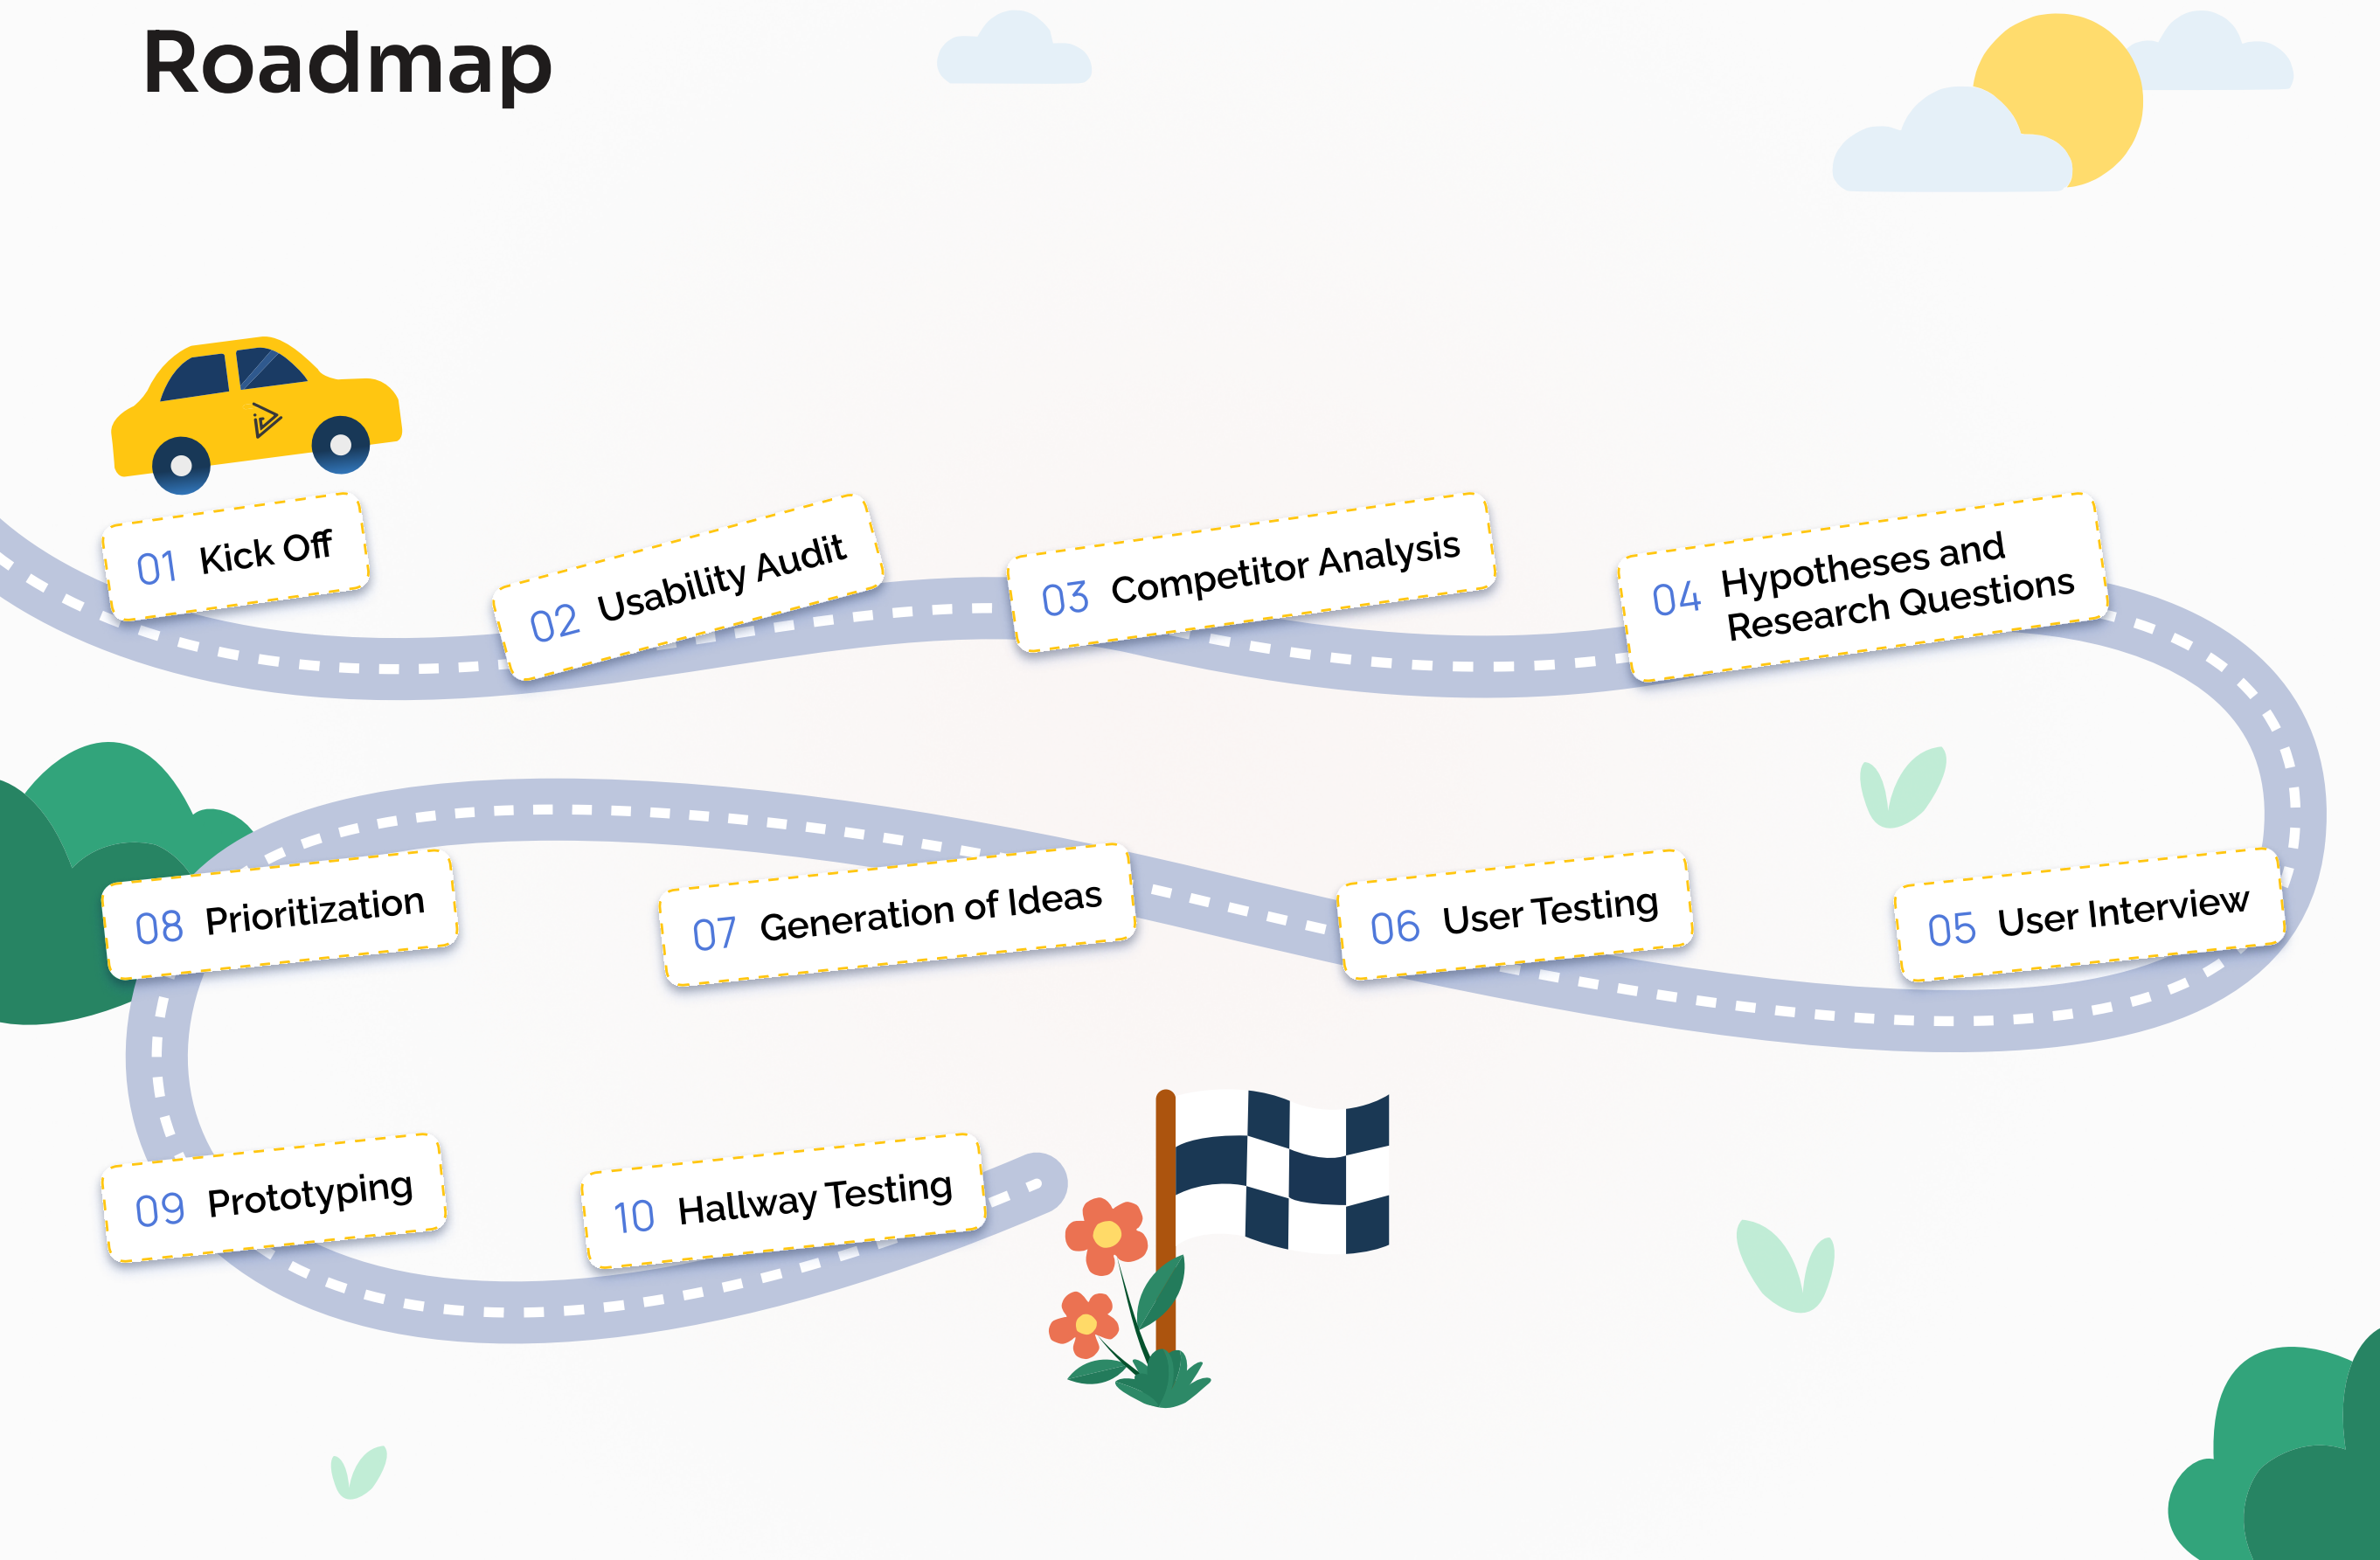 Roadmap
01 Kick Off
02 Usability Audit
03 Competitor Analysis
04 Hypotheses and
Research Questions
05 User Interview
06 User Testing
07 Generation of Ideas
08 Prioritization
09 Prototyping
10 Hallway Testing